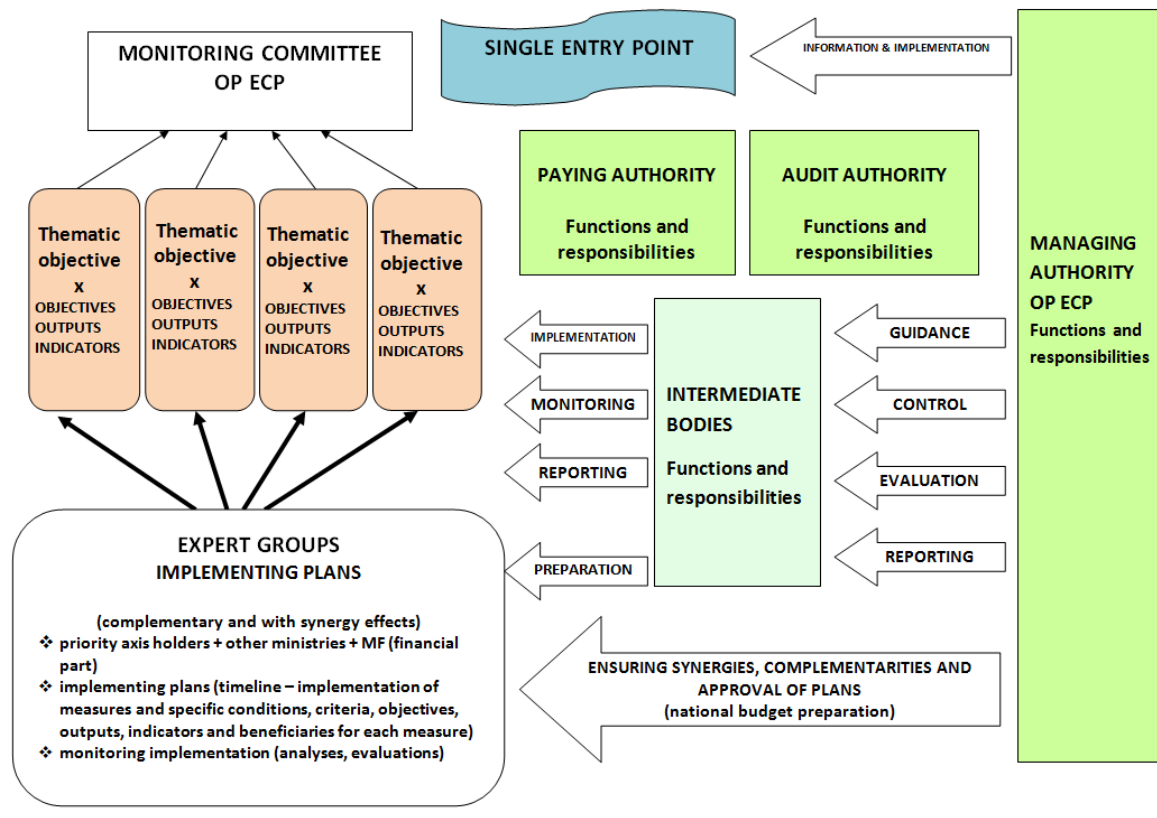 MONITORING COMMITTEE
OP ECP
SINGLE ENTRY POINT
INFORMATION & IMPLEMENTATION
PAYING AUTHORITY
Functions and
responsibilities
AUDIT AUTHORITY
Functions and
responsibilities
MANAGING
AUTHORITY
OP ECP
Functions and
responsibilities
Thematic
objective
x
OBJECTIVES
OUTPUTS
INDICATORS
Thematic
objective
x
OBJECTIVES
OUTPUTS
INDICATORS
Thematic
objective
x
OBJECTIVES
OUTPUTS
INDICATORS
Thematic
objective
x
OBJECTIVES
OUTPUTS
INDICATORS
IMPLEMENTATION
MONITORING
REPORTING
PREPARATION
INTERMEDIATE
BODIES
Functions and
responsibilities
GUIDANCE
CONTROL
EVALUATION
REPORTING
EXPERT GROUPS
IMPLEMENTING PLANS
(complementary and with synergy effects)
❖ priority axis holders + other ministries + MF (financial
part)
❖ implementing plans (timeline – implementation of
measures and specific conditions, criteria, objectives,
outputs, indicators and beneficiaries for each measure)
❖ monitoring implementation (analyses, evaluations)
ENSURING SYNERGIES, COMPLEMENTARITIES AND
APPROVAL OF PLANS
(national budget preparation)